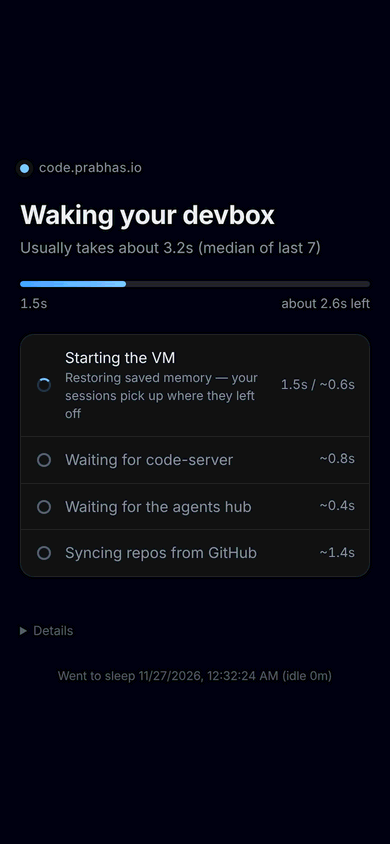 code.prabhas.io
Waking your devbox
Usually takes about 3.2s (median of last 7)
1.5s
about 2.6s left
Starting the VM
Restoring saved memory — your
sessions pick up where they left
off
1.5s / ~0.6s
Waiting for code-server
~0.8s
Waiting for the agents hub
~0.4s
Syncing repos from GitHub
~1.4s
Details
Went to sleep 11/27/2026, 12:32:24 AM (idle 0m)